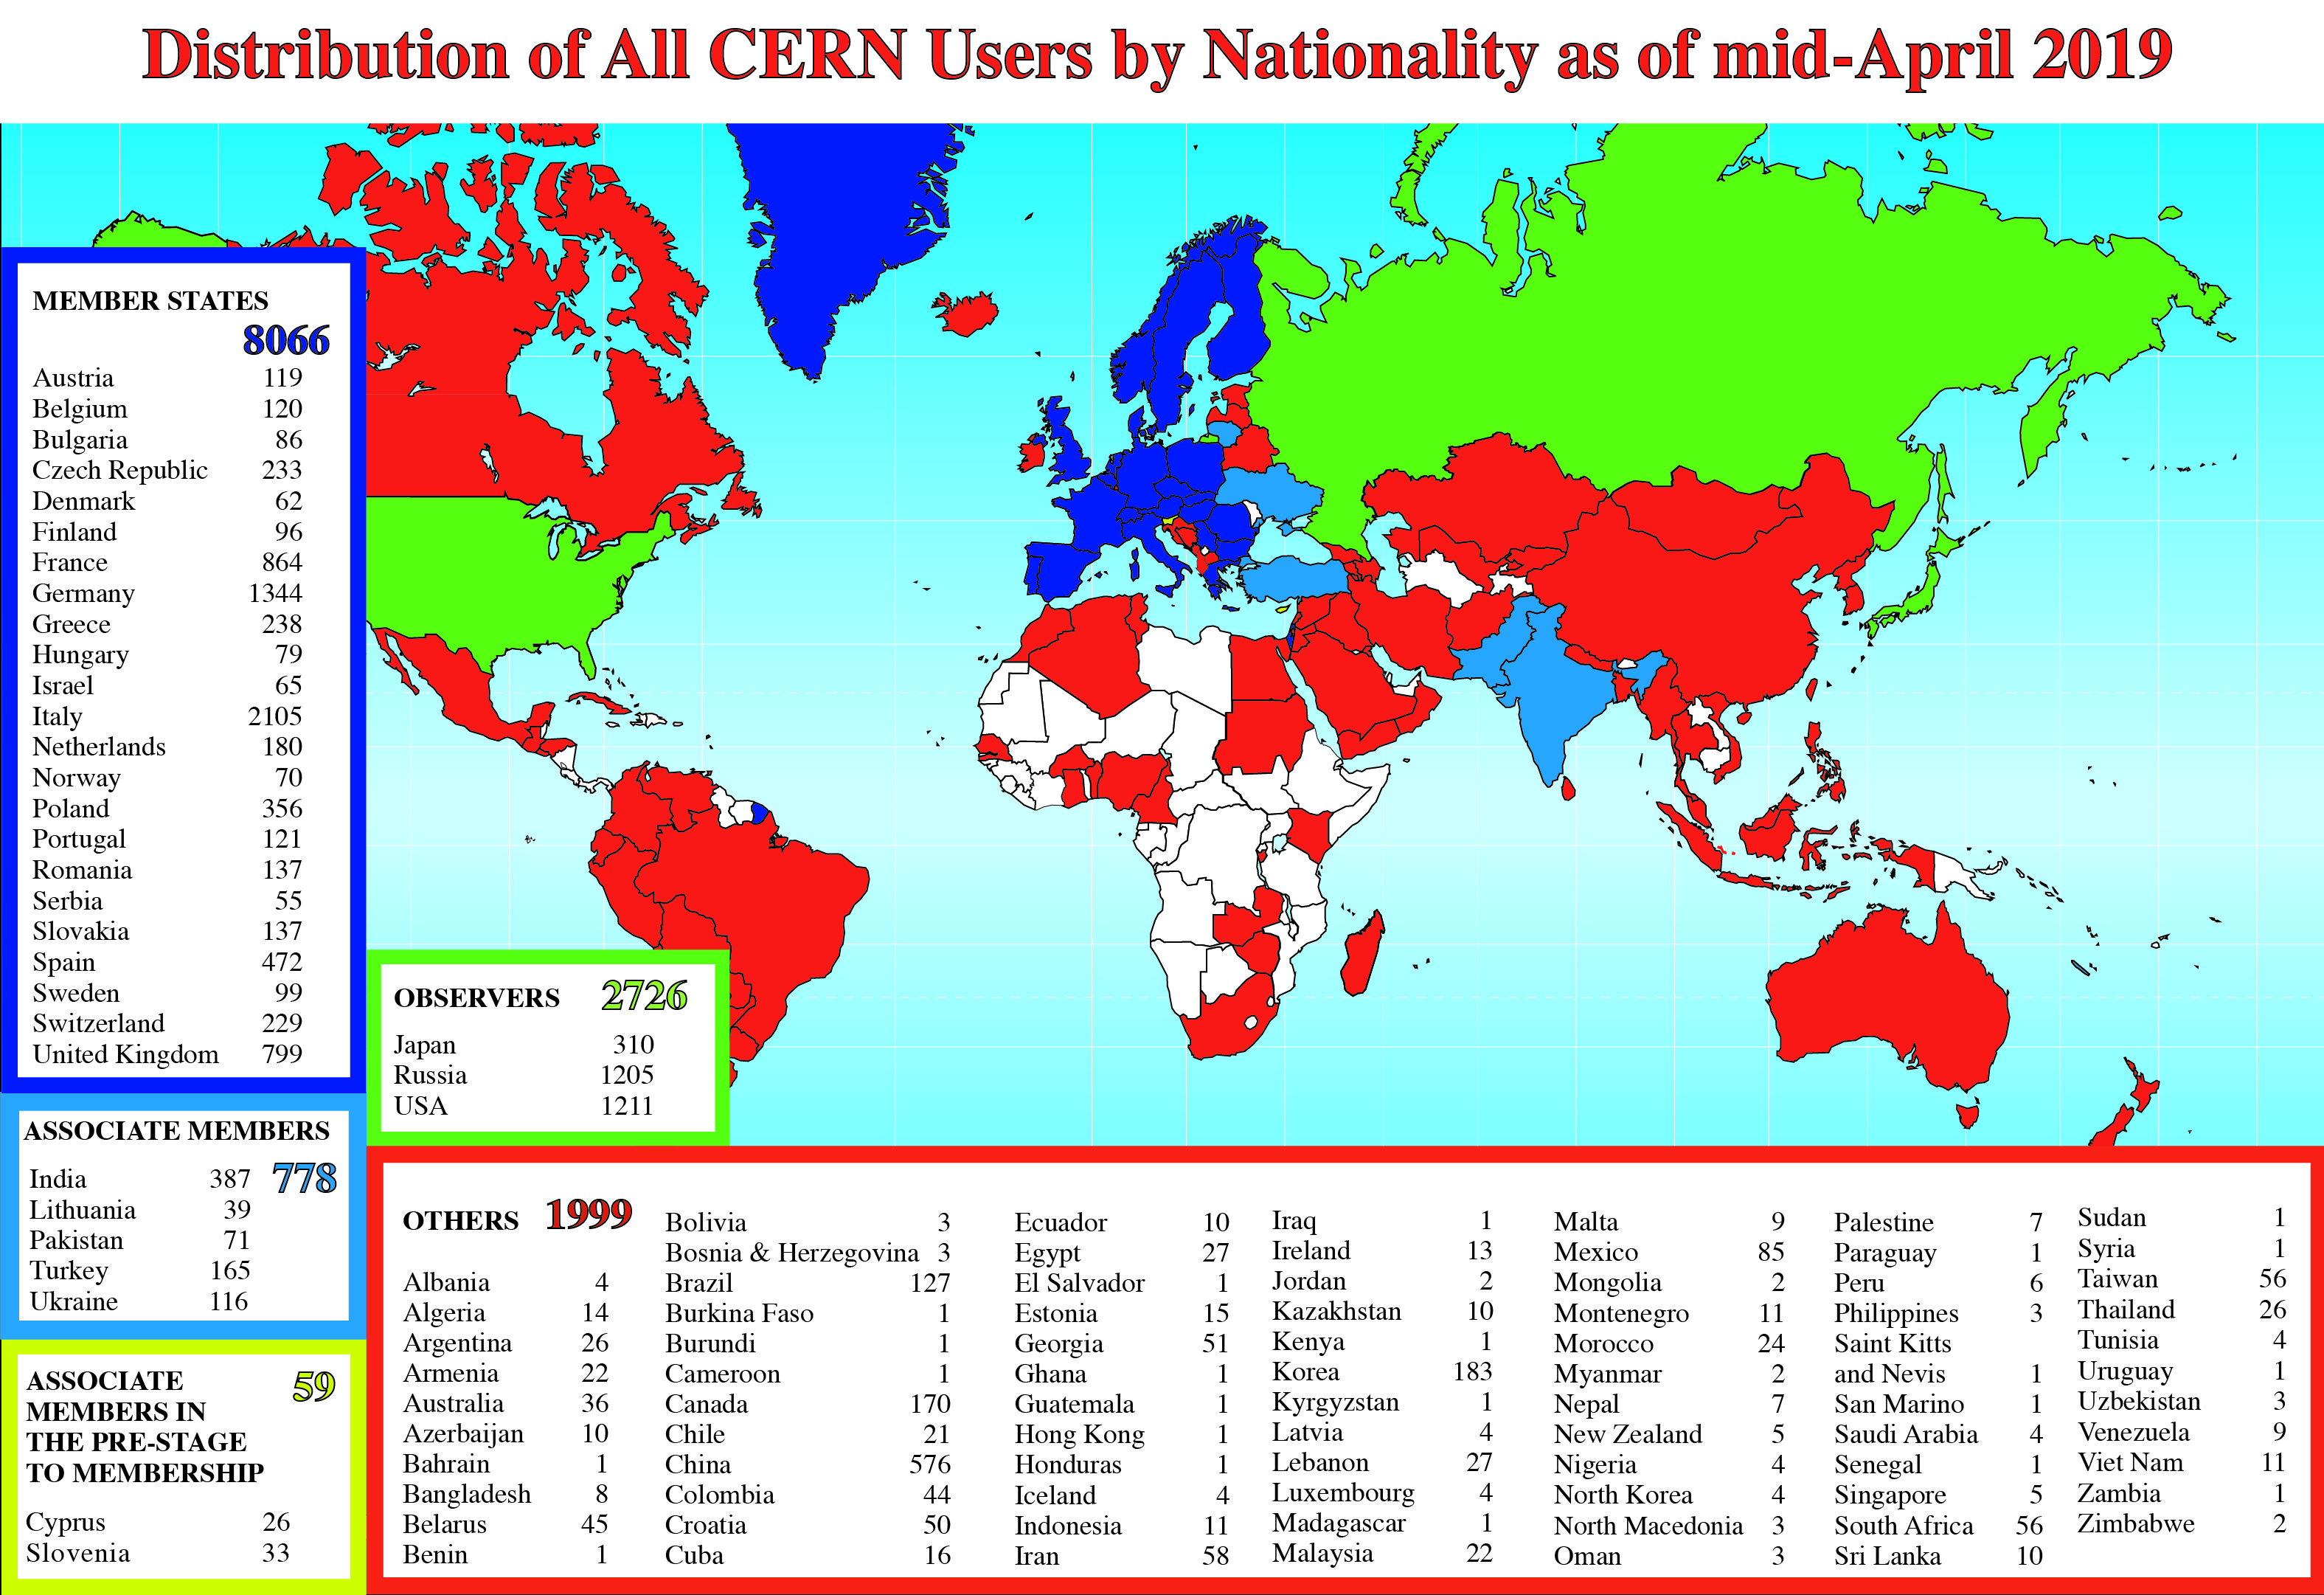 Distribution of All CERN Users by Nationality as of mid-April 2019
MEMBER STATES
8066
Austria 119
Belgium 120
Bulgaria 86
Czech Republic 233
Denmark 62
Finland 96
France 864
Germany 1344
Greece 238
Hungary 79
Israel 65
Italy 2105
Netherlands 180
Norway 70
Poland 356
Portugal 121
Romania 137
Serbia 55
Slovakia 137
Spain 472
Sweden 99
Switzerland 229
United Kingdom 799
OBSERVERS 2726
Japan 310
Russia 1205
USA 1211
ASSOCIATE MEMBERS
778
India 387
Lithuania 39
Pakistan 71
Turkey 165
Ukraine 116
ASSOCIATE
MEMBERS IN
THE PRE-STAGE
TO MEMBERSHIP
59
Cyprus 26
Slovenia 33
OTHERS 1999
Albania 4
Algeria 14
Argentina 26
Armenia 22
Australia 36
Azerbaijan 10
Bahrain 1
Bangladesh 8
Belarus 45
Benin 1
Bolivia 3
Bosnia & Herzegovina 3
Brazil 127
Burkina Faso 1
Burundi 1
Cameroon 1
Canada 170
Chile 21
China 576
Colombia 44
Croatia 50
Cuba 16
Ecuador 10
Egypt 27
El Salvador 1
Estonia 15
Georgia 51
Ghana 1
Guatemala 1
Hong Kong 1
Honduras 1
Iceland 4
Indonesia 11
Iran 58
Iraq 1
Ireland 13
Jordan 2
Kazakhstan 10
Kenya 1
Korea 183
Kyrgyzstan 1
Latvia 4
Lebanon 27
Luxembourg 4
Madagascar 1
Malaysia 22
Malta 9
Mexico 85
Mongolia 2
Montenegro 11
Morocco 24
Myanmar 2
Nepal 7
New Zealand 5
Nigeria 4
North Korea 4
North Macedonia 3
Oman 3
Palestine 7
Paraguay 1
Peru 6
Philippines 3
Saint Kitts
and Nevis 1
San Marino 1
Saudi Arabia 4
Senegal 1
Singapore 5
South Africa 56
Sri Lanka 10
Sudan 1
Syria 1
Taiwan 56
Thailand 26
Tunisia 4
Uruguay 1
Uzbekistan 3
Venezuela 9
Viet Nam 11
Zambia 1
Zimbabwe 2